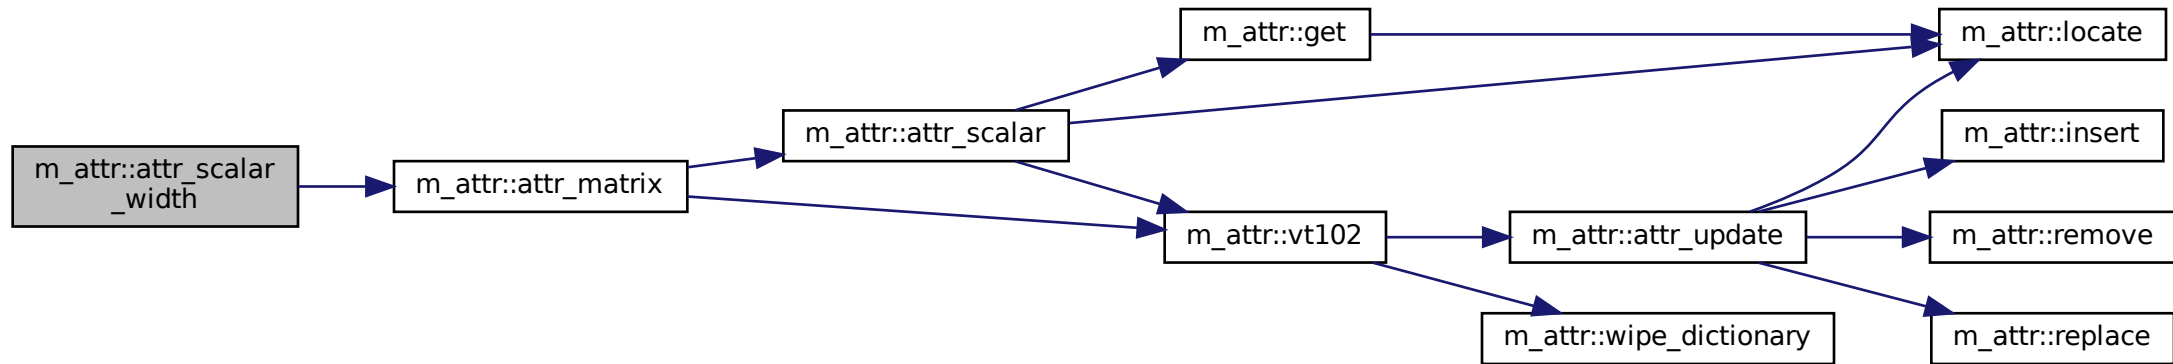 m_attr::attr_scalar
_width
m_attr::attr_matrix
m_attr::attr_scalar
m_attr::get
m_attr::vt102
m_attr::attr_update
m_attr::wipe_dictionary
m_attr::locate
m_attr::insert
m_attr::remove
m_attr::replace